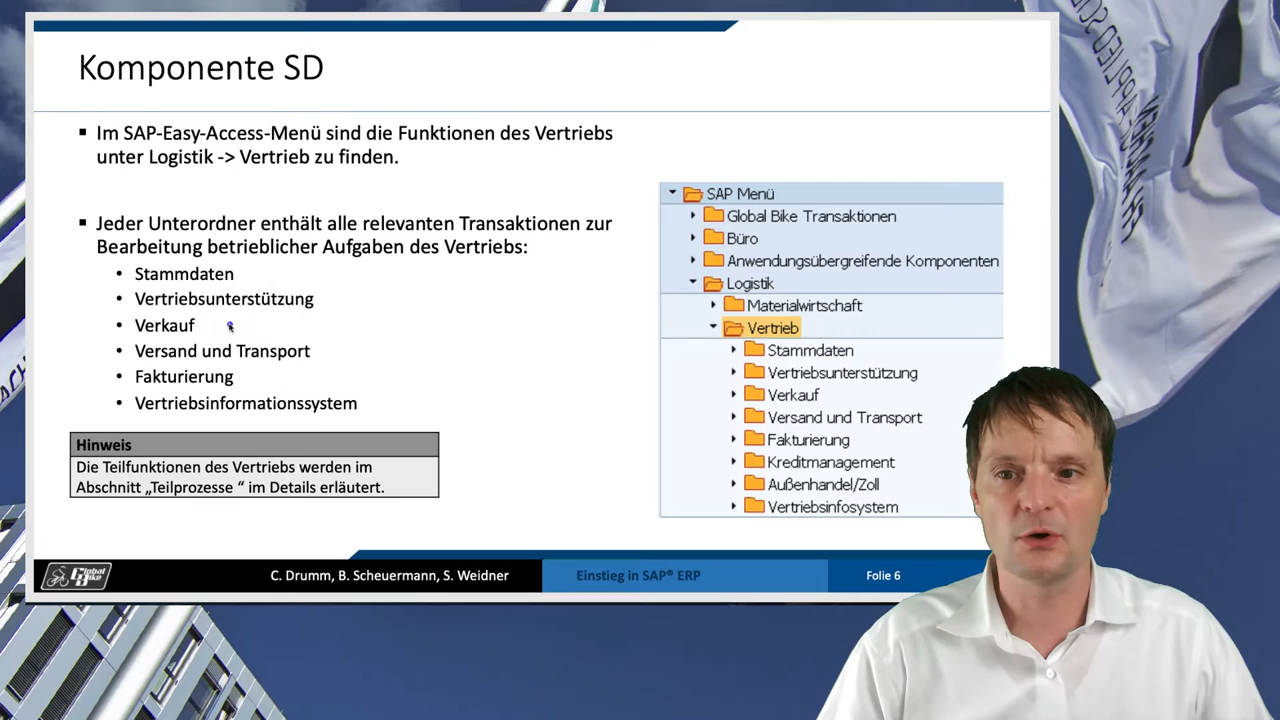 Komponente SD
▪ Im SAP-Easy-Access-Menü sind die Funktionen des Vertriebs
unter Logistik -> Vertrieb zu finden.
▪ Jeder Unterordner enthält alle relevanten Transaktionen zur
Bearbeitung betrieblicher Aufgaben des Vertriebs:
• Stammdaten
• Vertriebsunterstützung
• Verkauf
• Versand und Transport
• Fakturierung
• Vertriebsinformationssystem
Hinweis
Die Teilfunktionen des Vertriebs werden im
Abschnitt „Teilprozesse “ im Details erläutert.
SAP Menü
Global Bike Transaktionen
Büro
Anwendungsübergreifende Komponenten
Logistik
Materialwirtschaft
Vertrieb
Stammdaten
Vertriebsunterstützung
Verkauf
Versand und Transport
Fakturierung
Kreditmanagement
Außenhandel/Zoll
Vertriebsinfosystem
Global Bike
C. Drumm, B. Scheuermann, S. Weidner
Einstieg in SAP® ERP
Folie 6
FH AACHEN